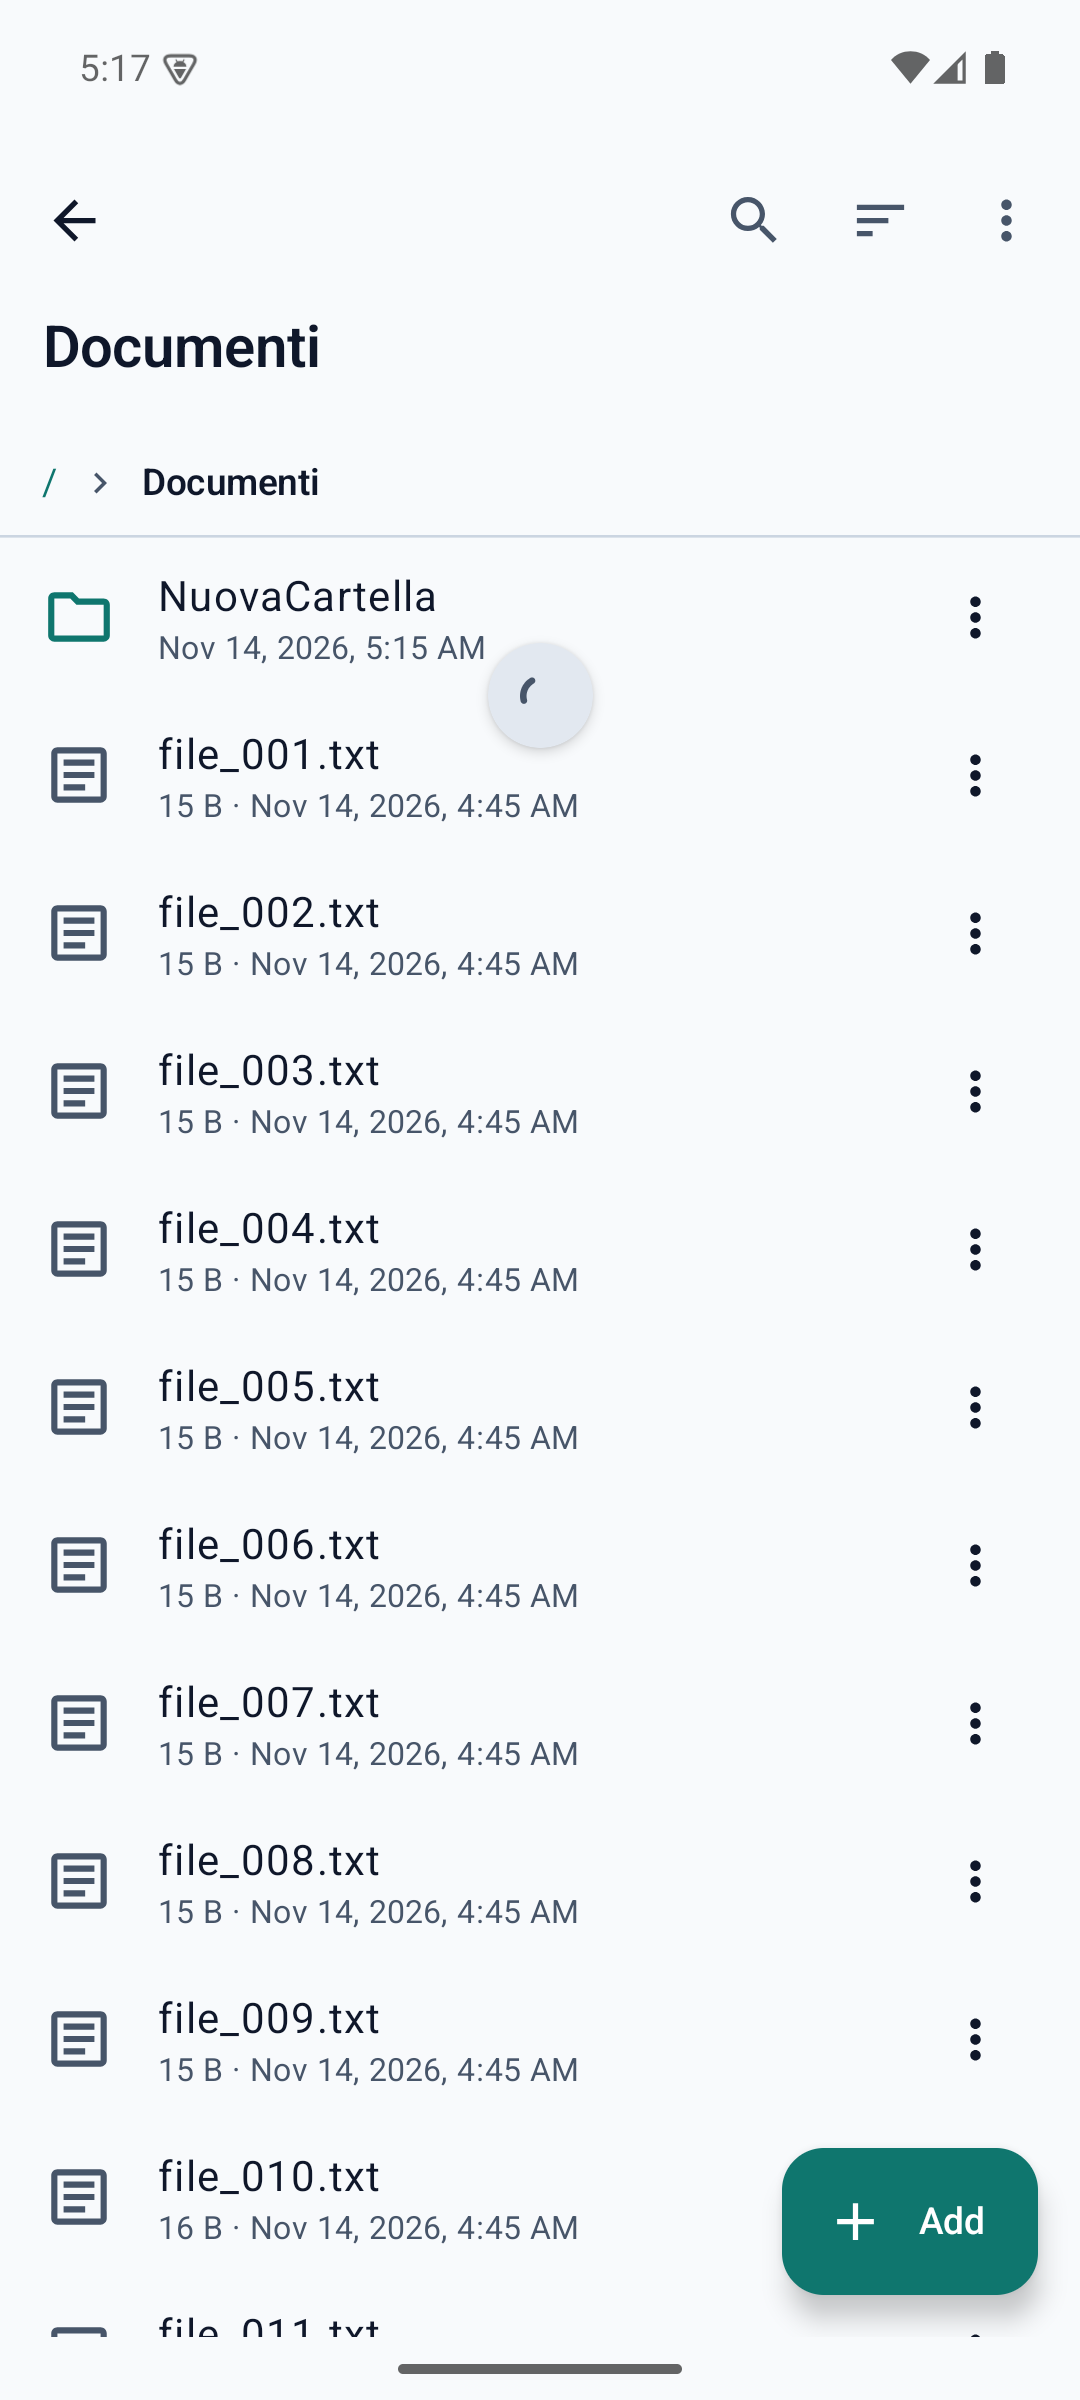 5:17
Documenti
/ > Documenti
NuovaCartella
Nov 14, 2026, 5:15 AM
file_001.txt
15 B · Nov 14, 2026, 4:45 AM
file_002.txt
15 B · Nov 14, 2026, 4:45 AM
file_003.txt
15 B · Nov 14, 2026, 4:45 AM
file_004.txt
15 B · Nov 14, 2026, 4:45 AM
file_005.txt
15 B · Nov 14, 2026, 4:45 AM
file_006.txt
15 B · Nov 14, 2026, 4:45 AM
file_007.txt
15 B · Nov 14, 2026, 4:45 AM
file_008.txt
15 B · Nov 14, 2026, 4:45 AM
file_009.txt
15 B · Nov 14, 2026, 4:45 AM
file_010.txt
16 B · Nov 14, 2026, 4:45 AM
Add
file_011.txt